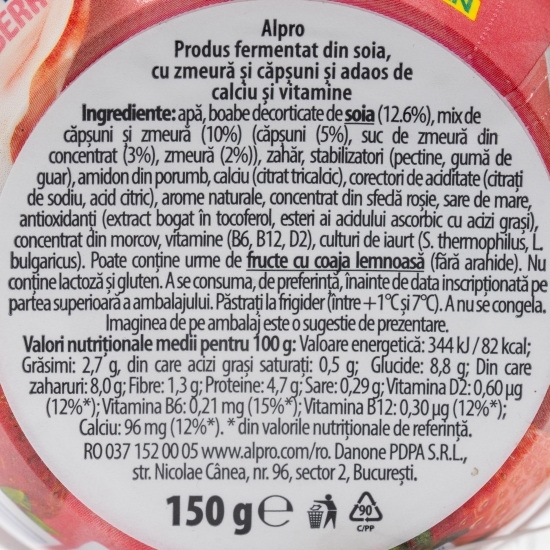 BERR
EN
Alpro
Produs fermentat din soia,
cu zmeură și căpșuni și adaos de
calciu și vitamine
Ingrediente: apă, boabe decorticate de soia (12.6%), mix de
căpșuni și zmeură (10%) (căpșuni (5%), suc de zmeură din
concentrat (3%), zmeură (2%)), zahăr, stabilizatori (pectine, gumă de
guar), amidon din porumb, calciu (citrat tricalcic), corectori de aciditate (citrați
de sodiu, acid citric), arome naturale, concentrat din sfeclă roșie, sare de mare,
antioxidanți (extract bogat în tocoferol, esteri ai acidului ascorbic cu acizi grași),
concentrat din morcov, vitamine (B6, B12, D2), culturi de iaurt (S. thermophilus, L.
bulgaricus). Poate conține urme de fructe cu coaja lemnoasă (fără arahide). Nu
conține lactoză și gluten. A se consuma, de preferință, înainte de data inscripționată pe
partea superioară a ambalajului. Păstrați la frigider (între +1°C și 7°C). A nu se congela.
Imaginea de pe ambalaj este o sugestie de prezentare.
Valori nutriționale medii pentru 100 g: Valoare energetică: 344 kJ / 82 kcal;
Grăsimi: 2,7 g, din care acizi grași saturați: 0,5 g; Glucide: 8,8 g; Din care
zaharuri: 8,0 g; Fibre: 1,3 g; Proteine: 4,7 g; Sare: 0,29 g; Vitamina D2: 0,60 µg
(12%*); Vitamina B6: 0,21 mg (15%*); Vitamina B12: 0,30 µg (12%*);
Calciu: 96 mg (12%*). * din valorile nutriționale de referință.
RO 037 152 00 05 www.alpro.com/ro. Danone PDPA S.R.L.,
str. Nicolae Cânea, nr. 96, sector 2, București.
150 g ℮ 90
C/PP